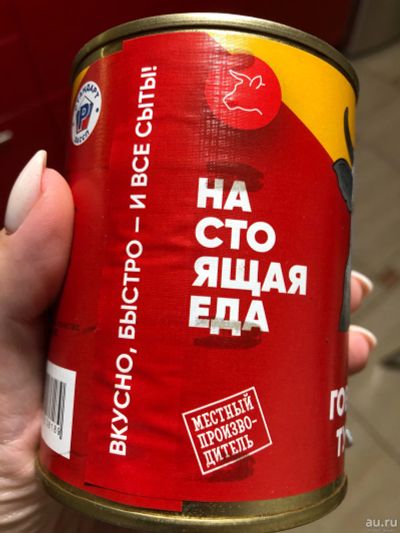 ВКУСНО, БЫСТРО – И ВСЕ СЫТЫ!
НА
СТО
ЯЩАЯ
ЕДА
МЕСТНЫЙ
ПРОИЗВО-
ДИТЕЛЬ
au.ru